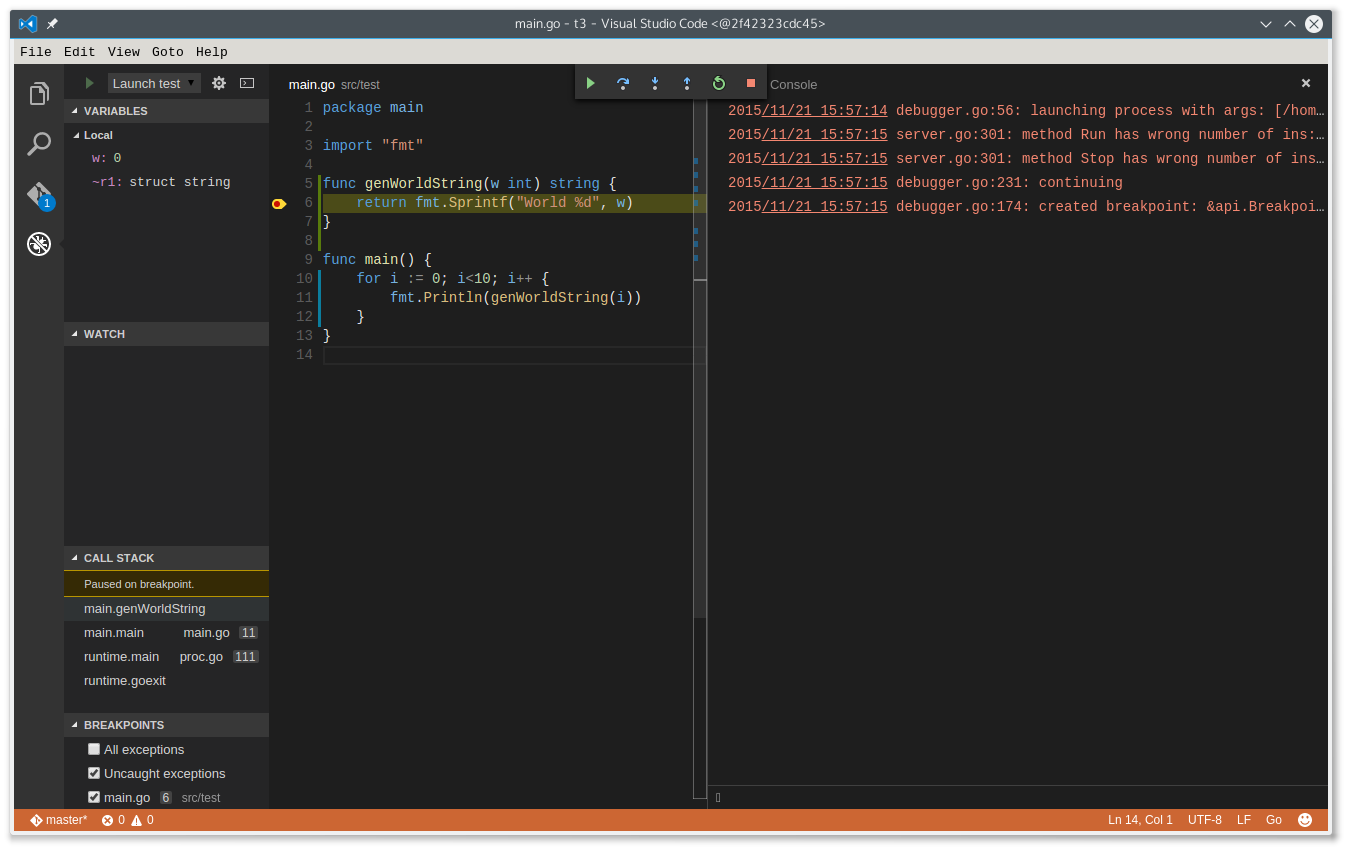 main.go - t3 - Visual Studio Code <@2f42323cdc45>
File Edit View Goto Help
Launch test
VARIABLES
Local
w: 0
~r1: struct string
WATCH
CALL STACK
Paused on breakpoint.
main.genWorldString
main.main main.go 11
runtime.main proc.go 111
runtime.goexit
BREAKPOINTS
All exceptions
Uncaught exceptions
main.go 6 src/test
1
main.go src/test
1 package main
2
3 import "fmt"
4
5 func genWorldString(w int) string {
6     return fmt.Sprintf("World %d", w)
7 }
8
9 func main() {
10     for i := 0; i<10; i++ {
11         fmt.Println(genWorldString(i))
12     }
13 }
14
Console
2015/11/21 15:57:14 debugger.go:56: launching process with args: [/hom…
2015/11/21 15:57:15 server.go:301: method Run has wrong number of ins:…
2015/11/21 15:57:15 server.go:301: method Stop has wrong number of ins…
2015/11/21 15:57:15 debugger.go:231: continuing
2015/11/21 15:57:15 debugger.go:174: created breakpoint: &api.Breakpoi…
master* 0 0 Ln 14, Col 1 UTF-8 LF Go